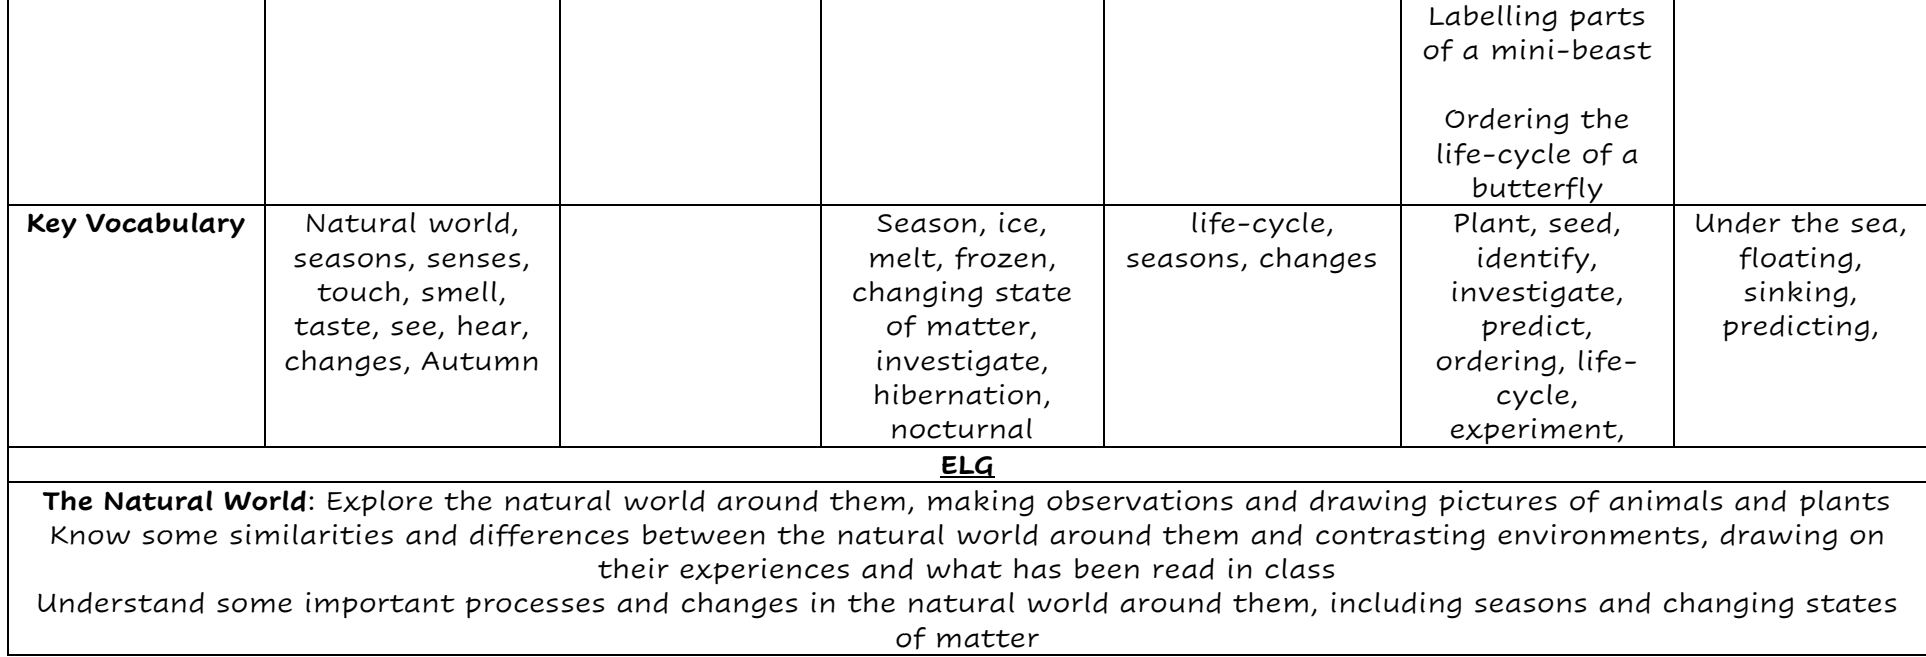 Labelling parts
of a mini-beast
Ordering the
life-cycle of a
butterfly
Key Vocabulary
Natural world,
seasons, senses,
touch, smell,
taste, see, hear,
changes, Autumn
Season, ice,
melt, frozen,
changing state
of matter,
investigate,
hibernation,
nocturnal
life-cycle,
seasons, changes
Plant, seed,
identify,
investigate,
predict,
ordering, life-
cycle,
experiment,
Under the sea,
floating,
sinking,
predicting,
ELG
The Natural World: Explore the natural world around them, making observations and drawing pictures of animals and plants
Know some similarities and differences between the natural world around them and contrasting environments, drawing on
their experiences and what has been read in class
Understand some important processes and changes in the natural world around them, including seasons and changing states
of matter